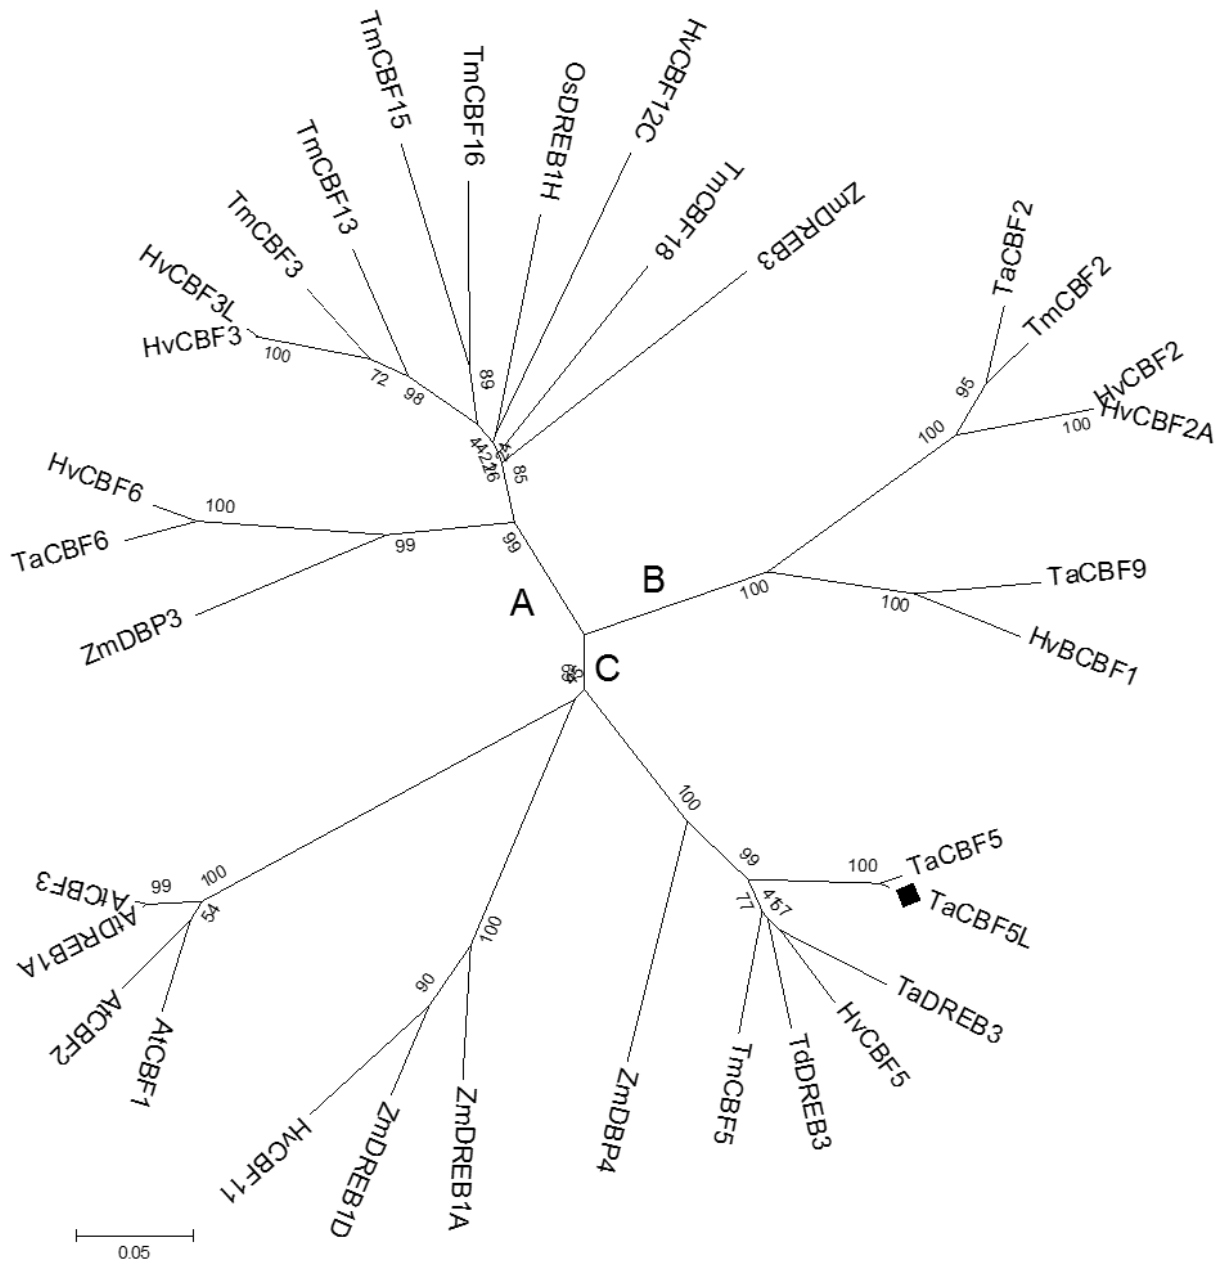 TmCBF15
TmCBF16
OsDREB1H
HvCBF12C
TmCBF18
ZmDREB3
TmCBF13
TmCBF3
HvCBF3L
HvCBF3
100
72
98
89
85
TaCBF2
TmCBF2
HvCBF2
HvCBF2A
95
100
100
HvCBF6
TaCBF6
100
99
99
ZmDBP3
A
B
C
100
100
TaCBF9
HvBCBF1
100
99
100
TaCBF5
TaCBF5L
77
TaDREB3
HvCBF5
TdDREB3
TmCBF5
ZmDBP4
AtCBF3
AtDREB1A
AtCBF2
AtCBF1
99
100
54
100
90
HvCBF11
ZmDREB1D
ZmDREB1A
0.05